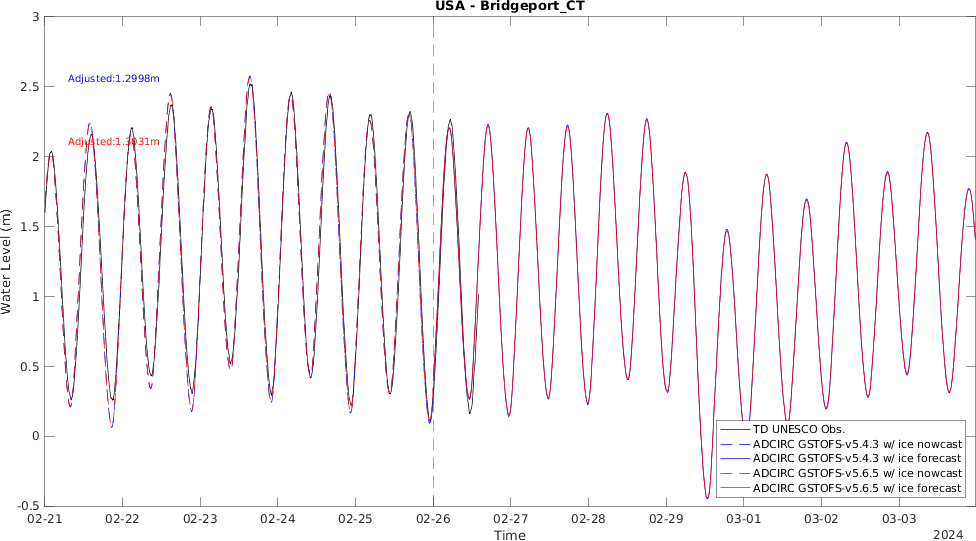 USA - Bridgeport_CT
3
2.5
2
1.5
1
0.5
0
-0.5
Water Level (m)
Adjusted:1.2998m
Adjusted:1.3031m
TD UNESCO Obs.
ADCIRC GSTOFS-v5.4.3 w/ ice nowcast
ADCIRC GSTOFS-v5.4.3 w/ ice forecast
ADCIRC GSTOFS-v5.6.5 w/ ice nowcast
ADCIRC GSTOFS-v5.6.5 w/ ice forecast
02-21 02-22 02-23 02-24 02-25 02-26 02-27 02-28 02-29 03-01 03-02 03-03
Time
2024